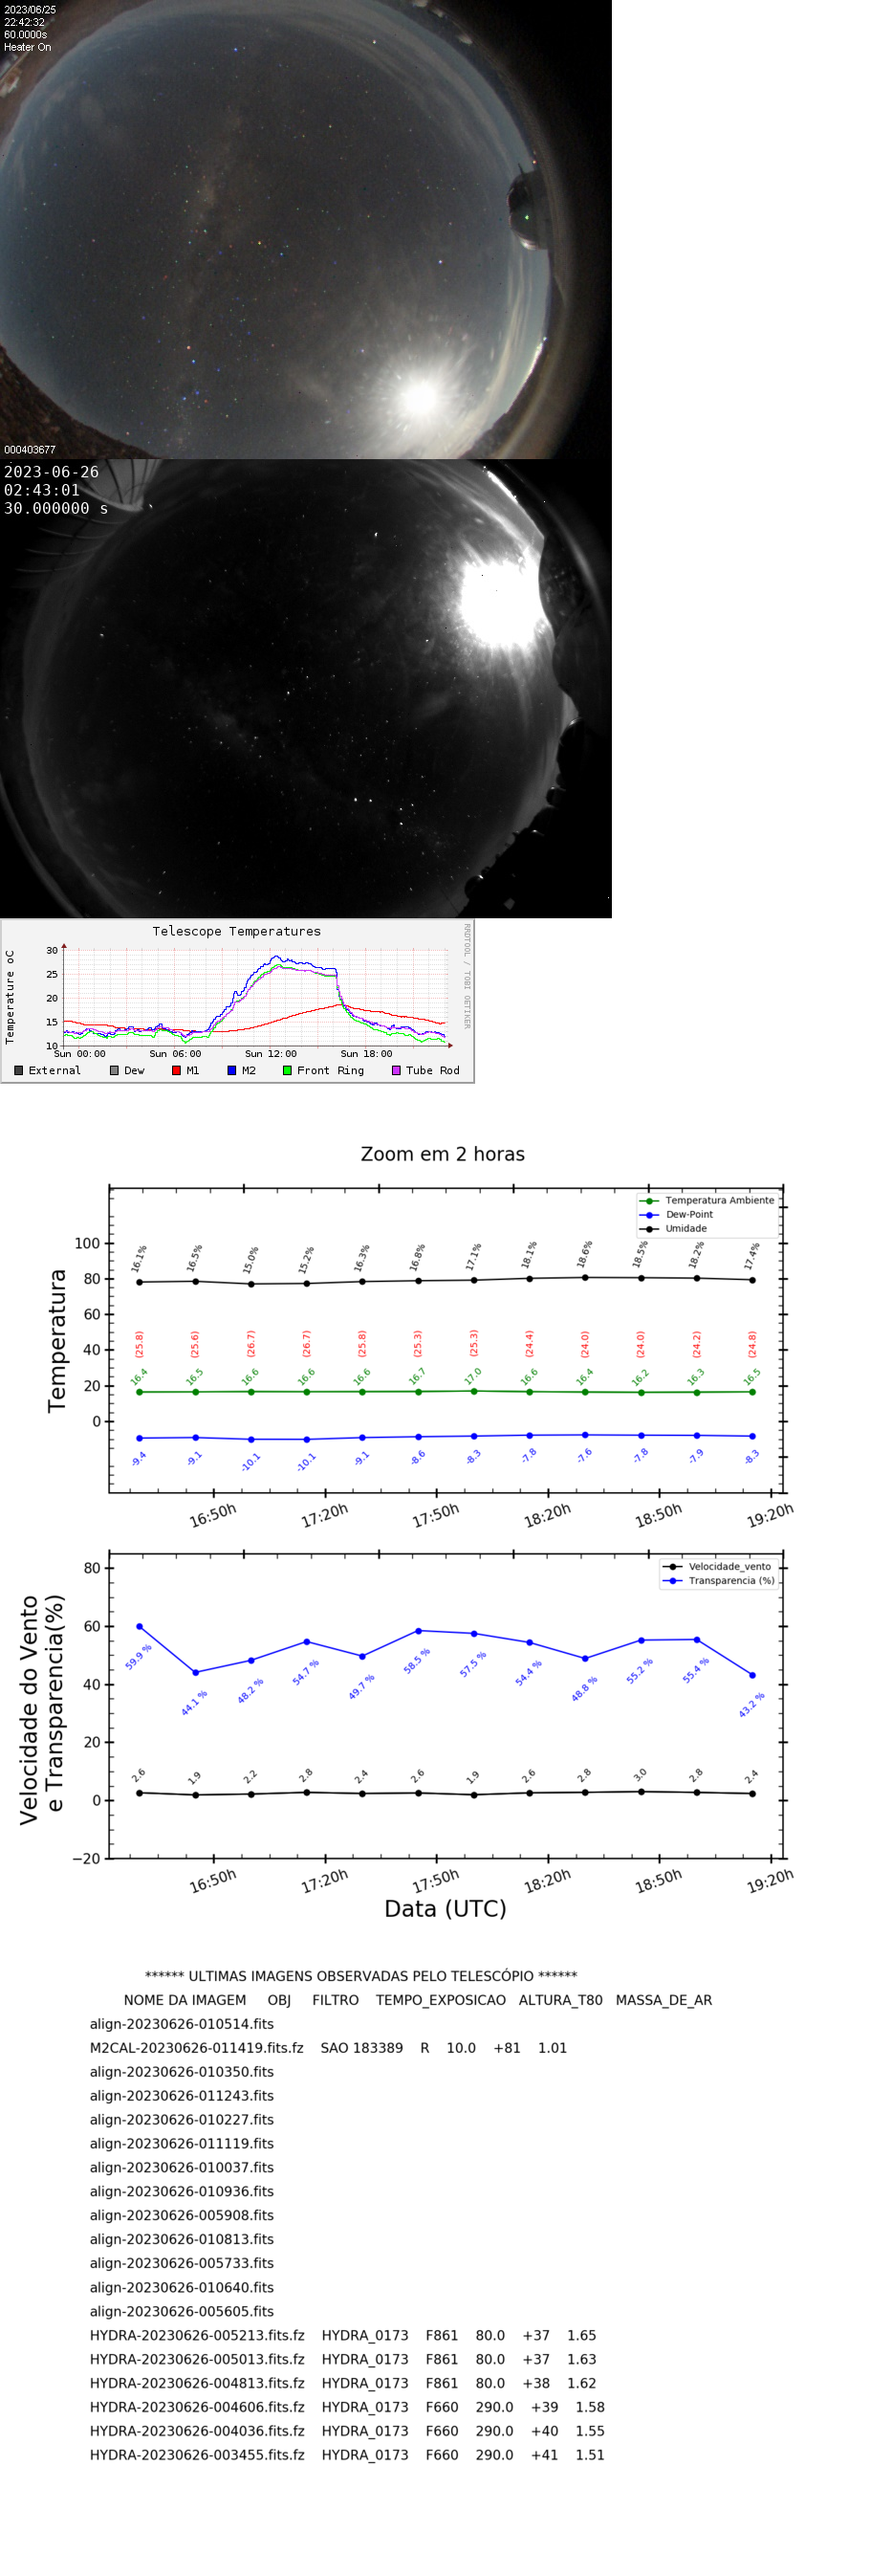 2023/06/25
22:42:32
60.0000s
Heater On
000403677
2023-06-26
02:43:01
30.000000 s
Telescope Temperatures
RRDTOOL / TOBI OETIKER
Temperature oC
30
25
20
15
10
Sun 00:00 Sun 06:00 Sun 12:00 Sun 18:00
External Dew M1 M2 Front Ring Tube Rod
Zoom em 2 horas
Temperatura Ambiente
Dew-Point
Umidade
Temperatura
100
80
60
40
20
0
16.1% 16.5% 15.0% 15.2% 16.3% 16.8% 17.1% 18.1% 18.6% 18.5% 18.2% 17.4%
(25.8) (25.6) (26.7) (26.7) (25.8) (25.3) (25.3) (24.4) (24.0) (24.0) (24.2) (24.8)
16.4 16.5 16.6 16.6 16.6 16.7 17.0 16.6 16.4 16.2 16.3 16.5
-9.4 -9.1 -10.1 -10.1 -9.1 -8.6 -8.3 -7.8 -7.6 -7.8 -7.9 -8.3
16:50h 17:20h 17:50h 18:20h 18:50h 19:20h
Velocidade_vento
Transparencia (%)
Velocidade do Vento
e Transparencia(%)
80
60
40
20
0
−20
59.9 % 44.1 % 48.2 % 54.7 % 49.7 % 58.5 % 57.5 % 54.4 % 48.8 % 55.2 % 55.4 % 43.2 %
2.6 1.9 2.2 2.8 2.4 2.6 1.9 2.6 2.8 3.0 2.8 2.4
16:50h 17:20h 17:50h 18:20h 18:50h 19:20h
Data (UTC)
****** ULTIMAS IMAGENS OBSERVADAS PELO TELESCÓPIO ******
NOME DA IMAGEM OBJ FILTRO TEMPO_EXPOSICAO ALTURA_T80 MASSA_DE_AR
align-20230626-010514.fits
M2CAL-20230626-011419.fits.fz SAO 183389 R 10.0 +81 1.01
align-20230626-010350.fits
align-20230626-011243.fits
align-20230626-010227.fits
align-20230626-011119.fits
align-20230626-010037.fits
align-20230626-010936.fits
align-20230626-005908.fits
align-20230626-010813.fits
align-20230626-005733.fits
align-20230626-010640.fits
align-20230626-005605.fits
HYDRA-20230626-005213.fits.fz HYDRA_0173 F861 80.0 +37 1.65
HYDRA-20230626-005013.fits.fz HYDRA_0173 F861 80.0 +37 1.63
HYDRA-20230626-004813.fits.fz HYDRA_0173 F861 80.0 +38 1.62
HYDRA-20230626-004606.fits.fz HYDRA_0173 F660 290.0 +39 1.58
HYDRA-20230626-004036.fits.fz HYDRA_0173 F660 290.0 +40 1.55
HYDRA-20230626-003455.fits.fz HYDRA_0173 F660 290.0 +41 1.51